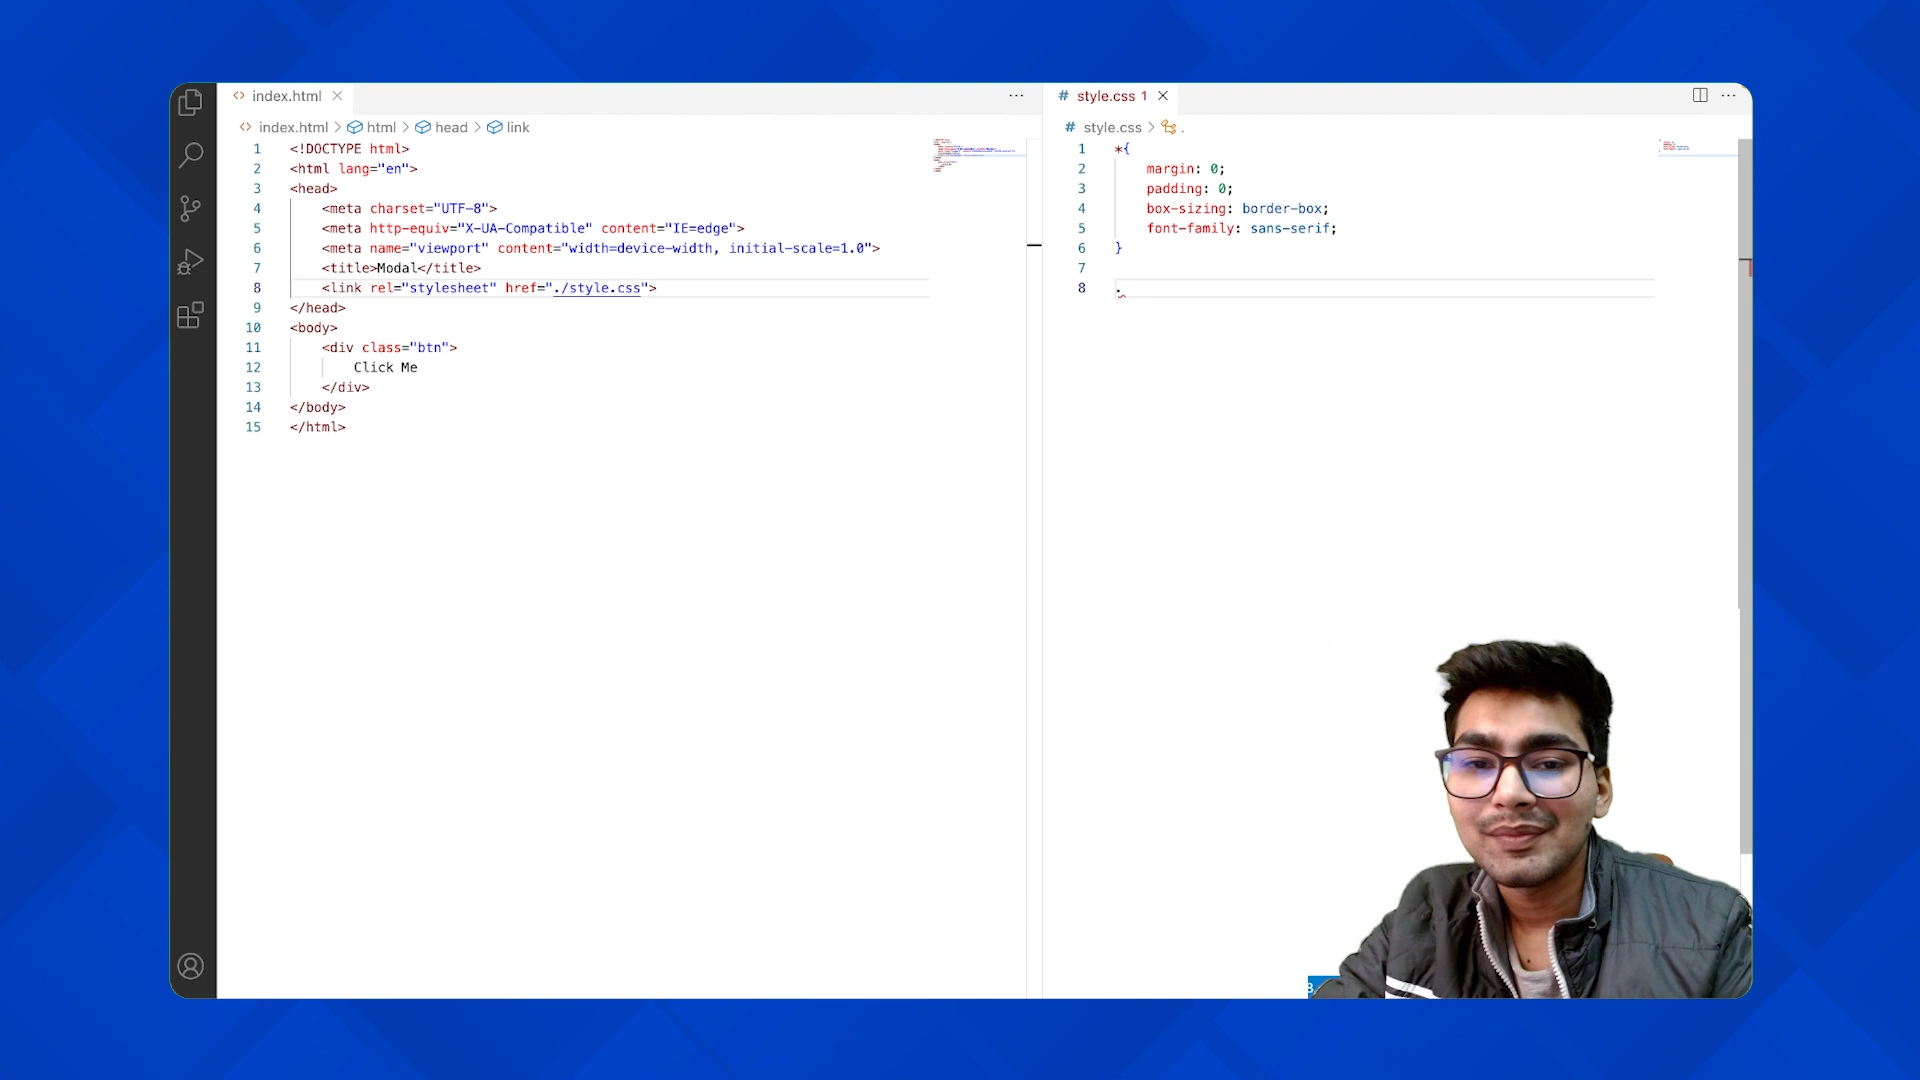 index.html
index.html > html > head > link
1 <!DOCTYPE html>
2 <html lang="en">
3 <head>
4 <meta charset="UTF-8">
5 <meta http-equiv="X-UA-Compatible" content="IE=edge">
6 <meta name="viewport" content="width=device-width, initial-scale=1.0">
7 <title>Modal</title>
8 <link rel="stylesheet" href="./style.css">
9 </head>
10 <body>
11 <div class="btn">
12 Click Me
13 </div>
14 </body>
15 </html>
# style.css 1
# style.css > .
1 *{
2 margin: 0;
3 padding: 0;
4 box-sizing: border-box;
5 font-family: sans-serif;
6 }
7
8 .